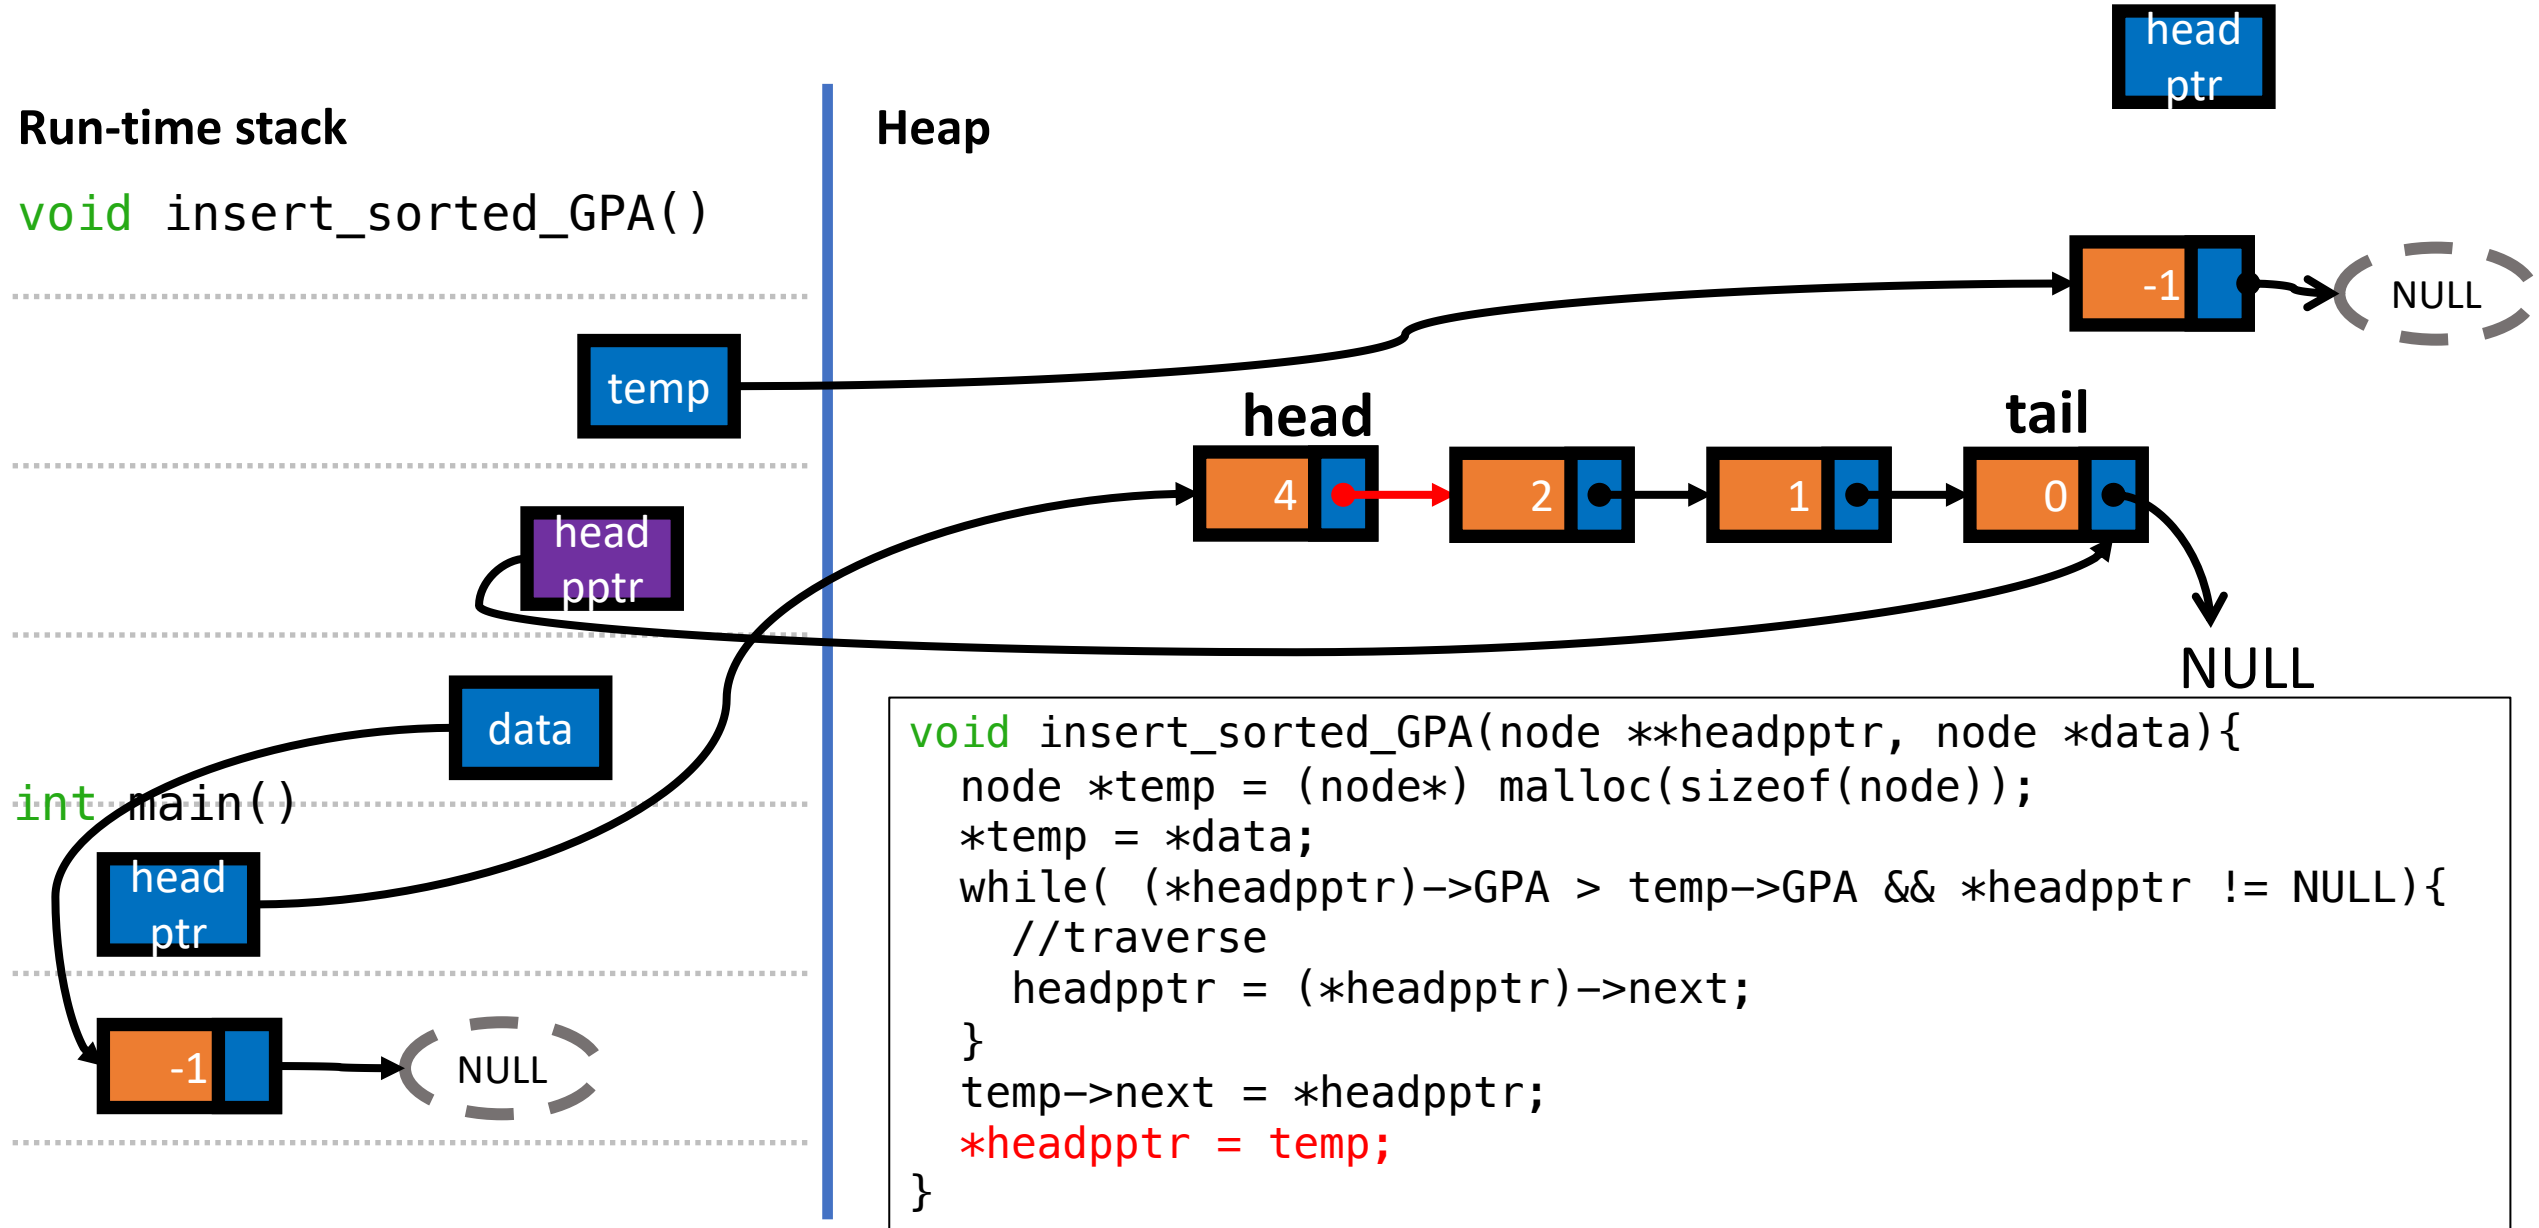 head
ptr
Run-time stack
Heap
void insert_sorted_GPA()
-1
NULL
temp
head
tail
4
2
1
0
head
pptr
NULL
data
int main()
head
ptr
-1
NULL
void insert_sorted_GPA(node **headpptr, node *data){
node *temp = (node*) malloc(sizeof(node));
*temp = *data;
while( (*headpptr)->GPA > temp->GPA && *headpptr != NULL){
//traverse
headpptr = (*headpptr)->next;
}
temp->next = *headpptr;
*headpptr = temp;
}